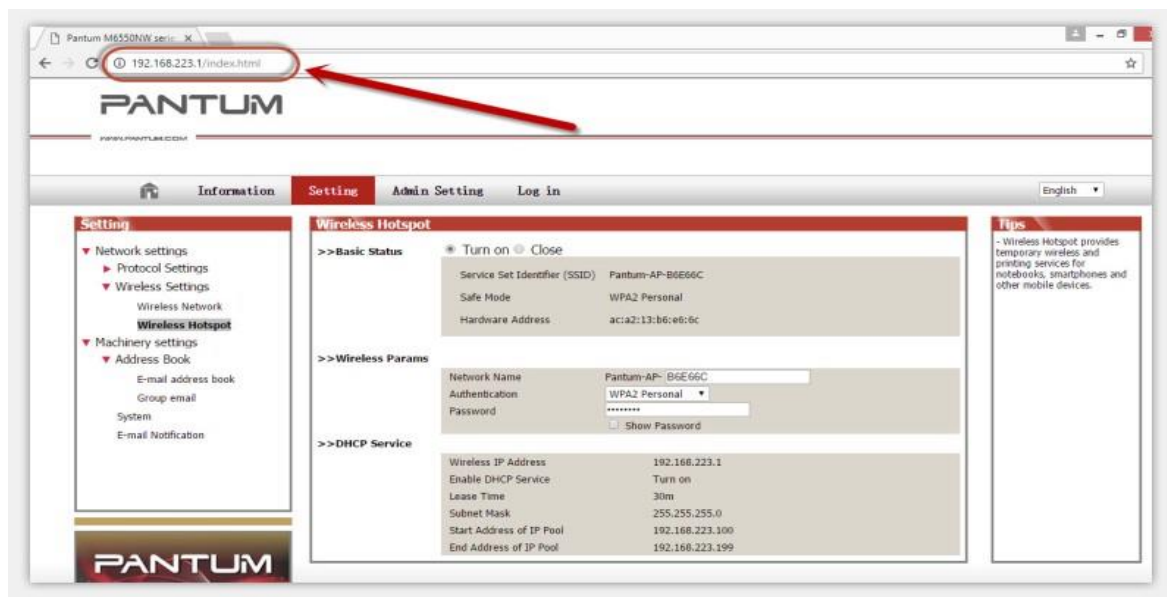 Pantum M6550NW serie
192.168.223.1/index.html
PANTUM
WWW.PANTUM.COM
Information Setting Admin Setting Log in English
Setting
Network settings
Protocol Settings
Wireless Settings
Wireless Network
Wireless Hotspot
Machinery settings
Address Book
E-mail address book
Group email
System
E-mail Notification
PANTUM
Wireless Hotspot
>>Basic Status Turn on Close
Service Set Identifier (SSID) Pantum-AP-B6E66C
Safe Mode WPA2 Personal
Hardware Address ac:a2:13:b6:e6:6c
>>Wireless Params
Network Name Pantum-AP- B6E66C
Authentication WPA2 Personal
Password ••••••••
Show Password
>>DHCP Service
Wireless IP Address 192.168.223.1
Enable DHCP Service Turn on
Lease Time 30m
Subnet Mask 255.255.255.0
Start Address of IP Pool 192.168.223.100
End Address of IP Pool 192.168.223.199
Tips
- Wireless Hotspot provides
temporary wireless and
printing services for
notebooks, smartphones and
other mobile devices.